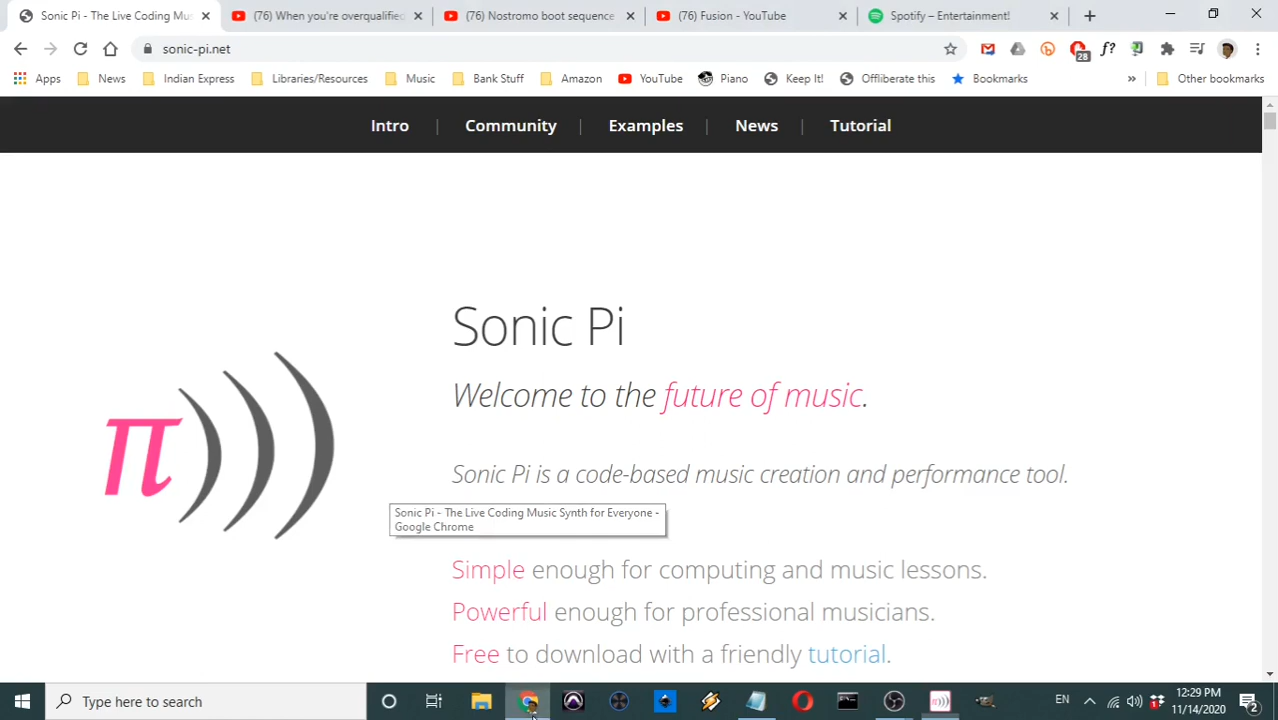 Sonic Pi - The Live Coding Mu
(76) When you're overqualified
(76) Nostromo boot sequence
(76) Fusion - YouTube
Spotify – Entertainment!
sonic-pi.net
28
f?
Apps
News
Indian Express
Libraries/Resources
Music
Bank Stuff
Amazon
YouTube
Piano
Keep It!
Offliberate this
Bookmarks
»
Other bookmarks
Intro | Community | Examples | News | Tutorial
Sonic Pi
Welcome to the future of music.
π
Sonic Pi is a code-based music creation and performance tool.
Sonic Pi - The Live Coding Music Synth for Everyone -
Google Chrome
Simple enough for computing and music lessons.
Powerful enough for professional musicians.
Free to download with a friendly tutorial.
Type here to search
EN
12:29 PM
11/14/2020
2